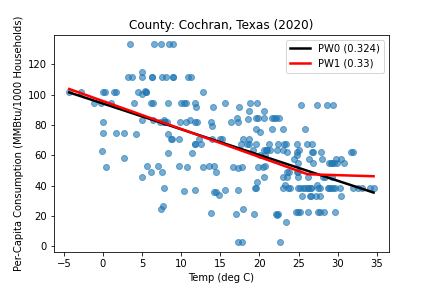 County: Cochran, Texas (2020)
PW0 (0.324)
PW1 (0.33)
Per-Capita Consumption (MMBtu/1000 Households)
120
100
80
60
40
20
0
−5 0 5 10 15 20 25 30 35
Temp (deg C)